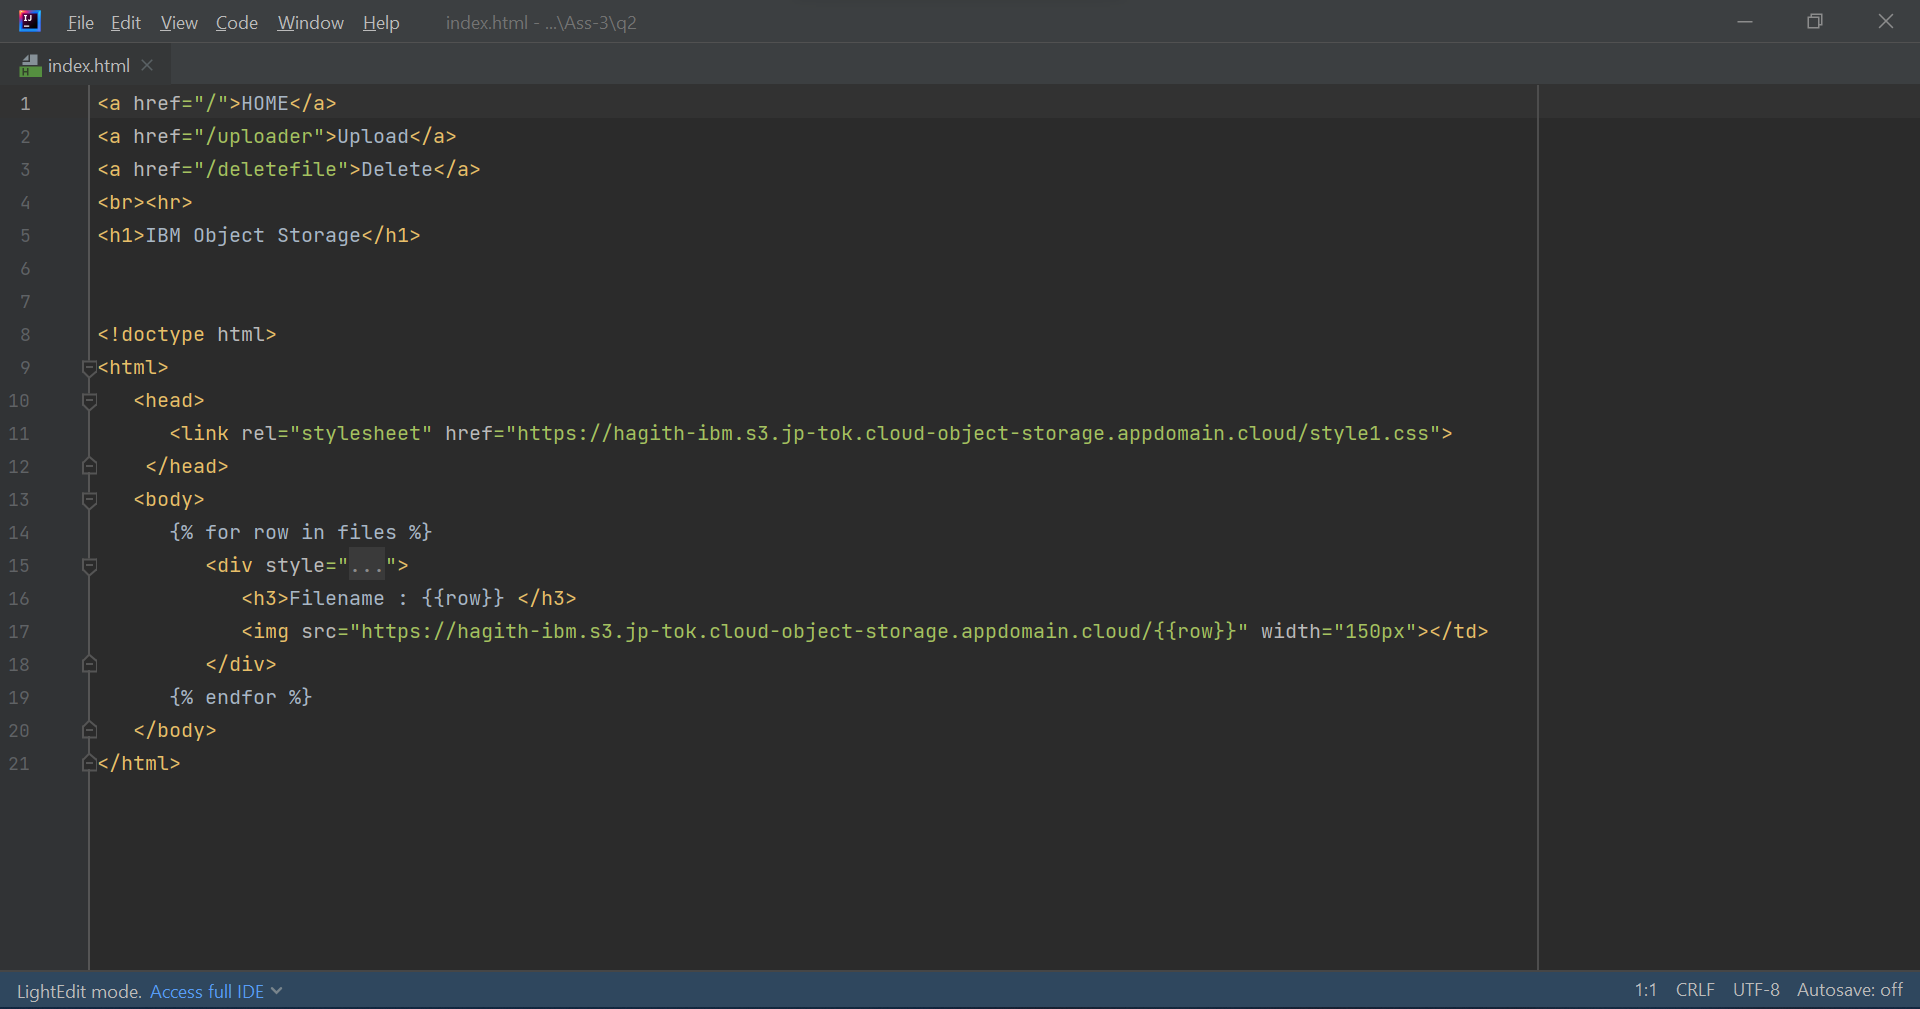 IJ File Edit View Code Window Help index.html - ...\Ass-3\q2
H index.html
1 <a href="/">HOME</a>
2 <a href="/uploader">Upload</a>
3 <a href="/deletefile">Delete</a>
4 <br><hr>
5 <h1>IBM Object Storage</h1>
6
7
8 <!doctype html>
9 <html>
10 <head>
11 <link rel="stylesheet" href="https://hagith-ibm.s3.jp-tok.cloud-object-storage.appdomain.cloud/style1.css">
12 </head>
13 <body>
14 {% for row in files %}
15 <div style="...">
16 <h3>Filename : {{row}} </h3>
17 <img src="https://hagith-ibm.s3.jp-tok.cloud-object-storage.appdomain.cloud/{{row}}" width="150px"></td>
18 </div>
19 {% endfor %}
20 </body>
21 </html>
LightEdit mode. Access full IDE 1:1 CRLF UTF-8 Autosave: off